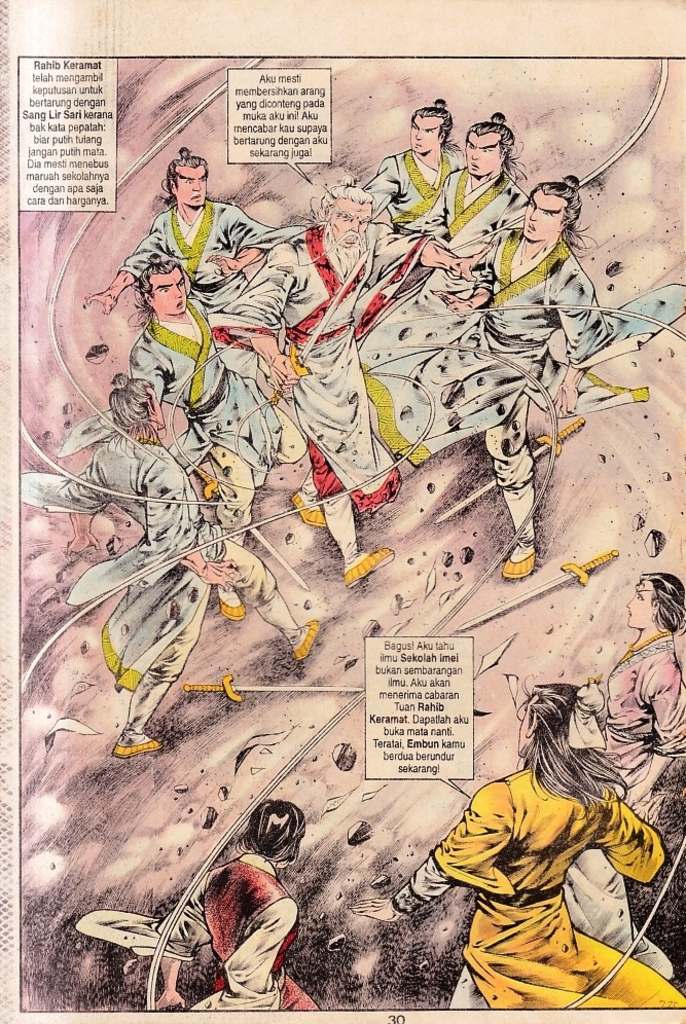 Rahib Keramat
telah mengambil
keputusan untuk
bertarung dengan
Sang Lir Sari kerana
bak kata pepatah:
biar putih tulang
jangan putih mata.
Dia mesti menebus
maruah sekolahnya
dengan apa saja
cara dan harganya.
Aku mesti
membersihkan arang
yang diconteng pada
muka aku ini! Aku
mencabar kau supaya
bertarung dengan aku
sekarang juga!
Bagus! Aku tahu
ilmu Sekolah Imei
bukan sembarangan
ilmu. Aku akan
menerima cabaran
Tuan Rahib
Keramat. Dapatlah aku
buka mata nanti.
Teratai, Embun kamu
berdua berundur
sekarang!
30